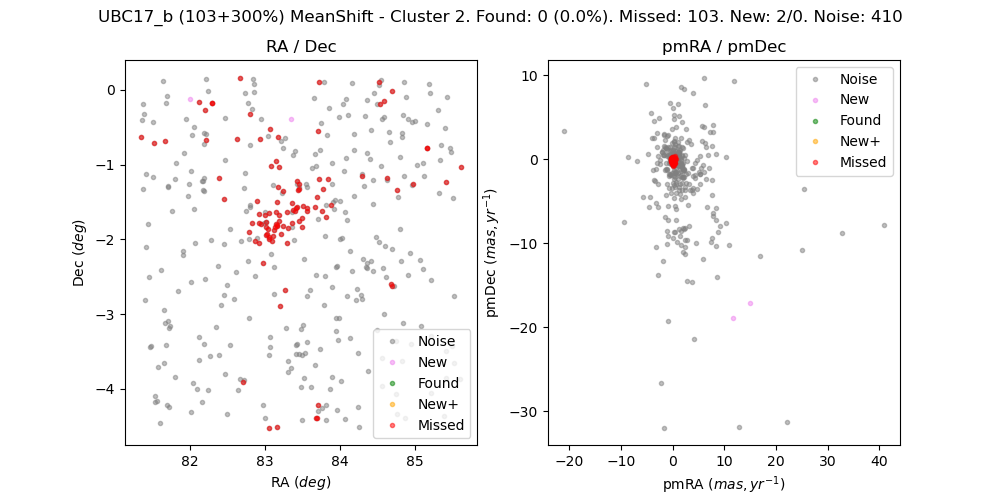 UBC17_b (103+300%) MeanShift - Cluster 2. Found: 0 (0.0%). Missed: 103. New: 2/0. Noise: 410
RA / Dec
0
−1
−2
−3
−4
Dec (deg)
82
83
84
85
RA (deg)
Noise
New
Found
New+
Missed
pmRA / pmDec
10
0
−10
−20
−30
pmDec (mas, yr⁻¹)
−20
−10
0
10
20
30
40
pmRA (mas, yr⁻¹)
Noise
New
Found
New+
Missed